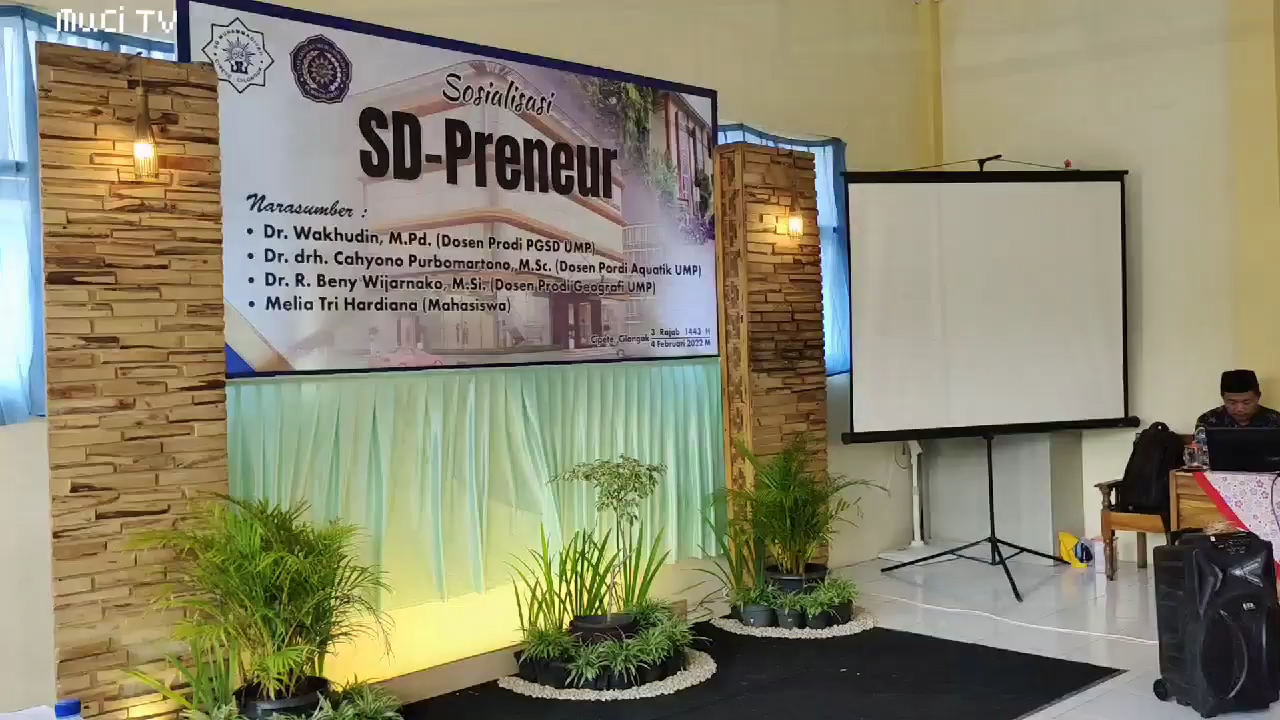 MuCi TV
Sosialisasi
SD-Preneur
Narasumber :
• Dr. Wakhudin, M.Pd. (Dosen Prodi PGSD UMP)
• Dr. drh. Cahyono Purbomartono, M.Sc. (Dosen Pordi Aquatik UMP)
• Dr. R. Beny Wijarnako, M.Si. (Dosen Prodi Geografi UMP)
• Melia Tri Hardiana (Mahasiswa)
Cipete, Cilangak 3 Rajab 1443 H
4 Februari 2022 M